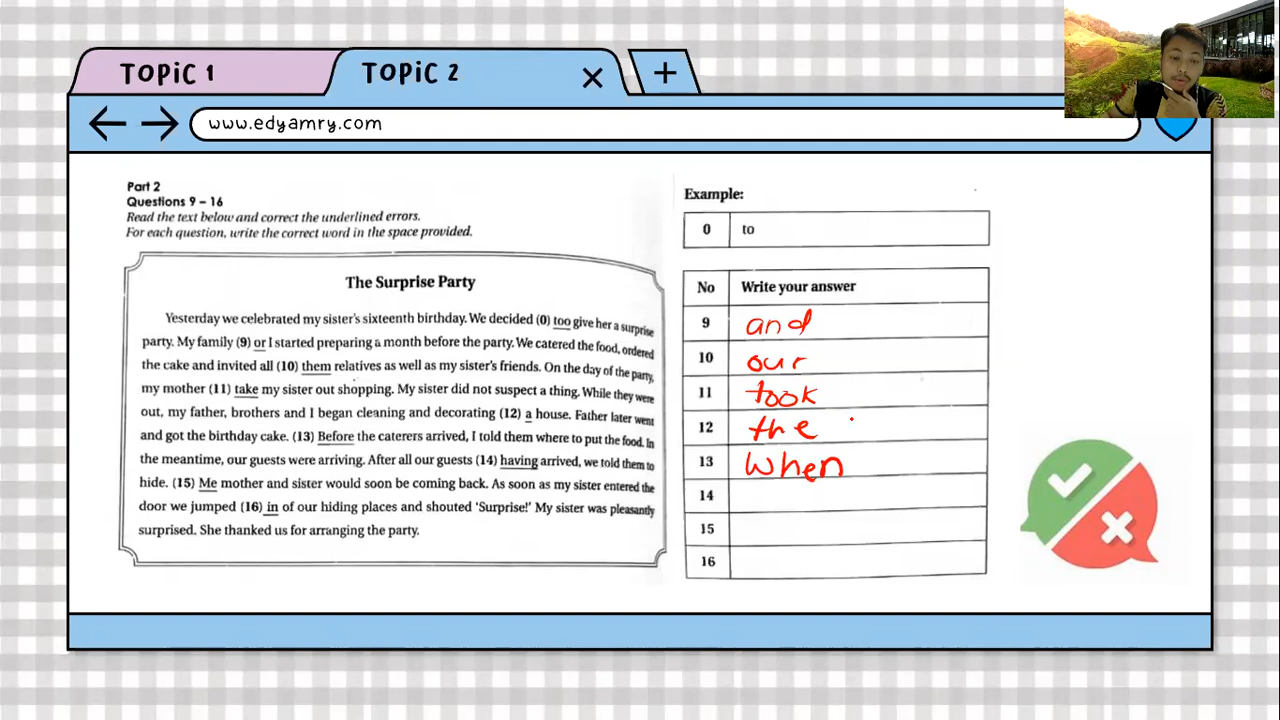 TOPIC 1
TOPIC 2
www.edyamry.com
Part 2
Questions 9 – 16
Read the text below and correct the underlined errors.
For each question, write the correct word in the space provided.
The Surprise Party
Yesterday we celebrated my sister's sixteenth birthday. We decided (0) too give her a surprise
party. My family (9) or I started preparing a month before the party. We catered the food, ordered
the cake and invited all (10) them relatives as well as my sister's friends. On the day of the party,
my mother (11) take my sister out shopping. My sister did not suspect a thing. While they were
out, my father, brothers and I began cleaning and decorating (12) a house. Father later went
and got the birthday cake. (13) Before the caterers arrived, I told them where to put the food. In
the meantime, our guests were arriving. After all our guests (14) having arrived, we told them to
hide. (15) Me mother and sister would soon be coming back. As soon as my sister entered the
door we jumped (16) in of our hiding places and shouted 'Surprise!' My sister was pleasantly
surprised. She thanked us for arranging the party.
Example:
0 to
No Write your answer
9 and
10 our
11 took
12 the
13 When
14
15
16